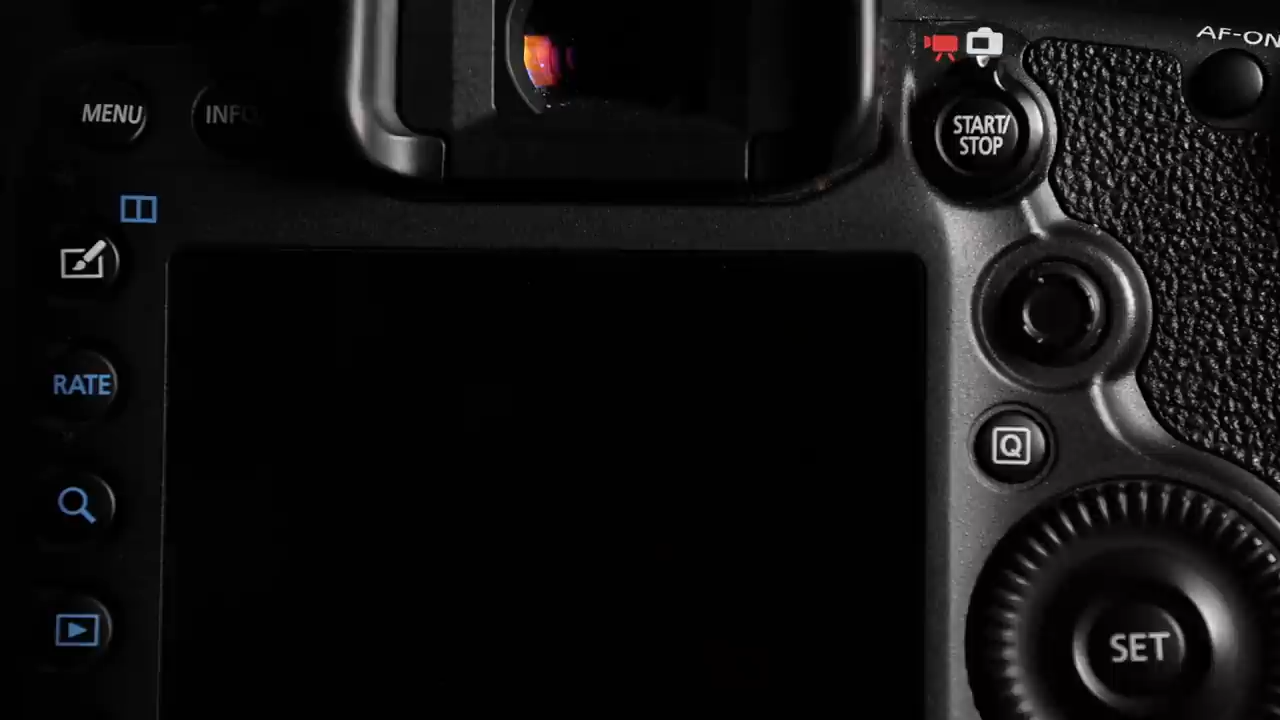 MENU
INFO.
AF-ON
START/
STOP
RATE
Q
SET